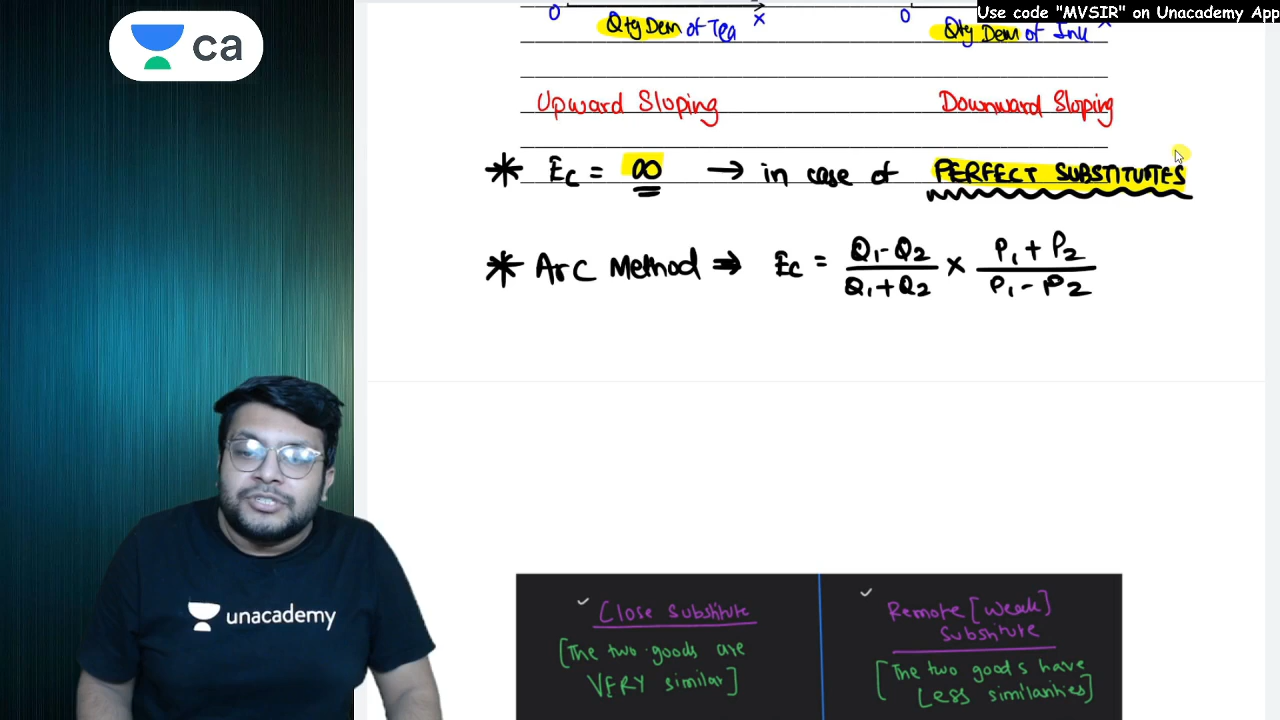 Use code "MVSIR" on Unacademy App
ca
0 x
Qty Dem of Tea
0 x
Qty Dem of Ink
Upward Sloping
Downward Sloping
* Ec = ∞ → in case of PERFECT SUBSTITUTES
* Arc Method ⇒ Ec = Q1 - Q2 / Q1 + Q2 × P1 + P2 / P1 - P2
unacademy
Close Substitute
[The two goods are
VERY similar]
Remote [Weak]
Substitute
[The two goods have
Less similarities]